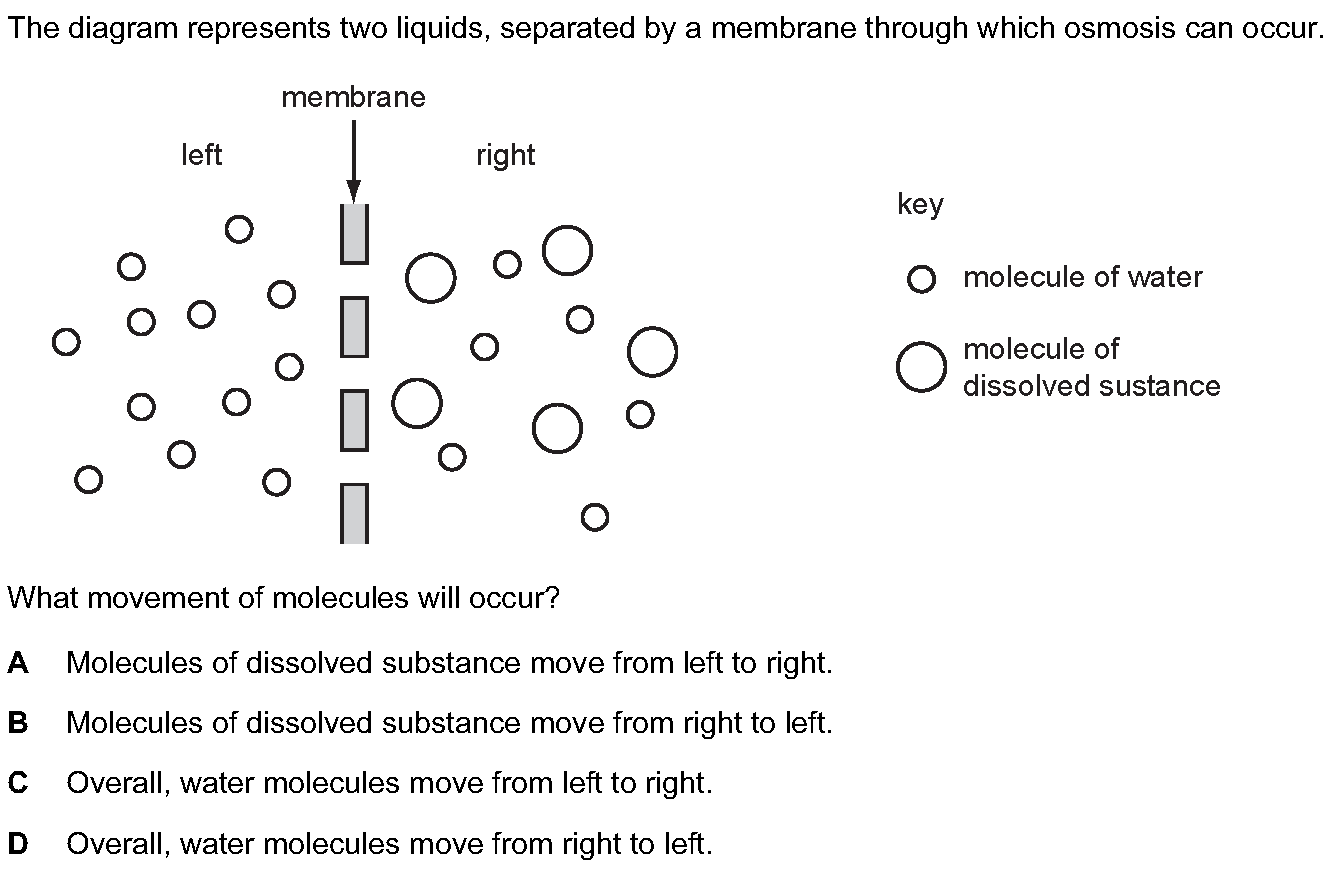 The diagram represents two liquids, separated by a membrane through which osmosis can occur.
membrane
left
right
key
molecule of water
molecule of
dissolved sustance
What movement of molecules will occur?
A Molecules of dissolved substance move from left to right.
B Molecules of dissolved substance move from right to left.
C Overall, water molecules move from left to right.
D Overall, water molecules move from right to left.